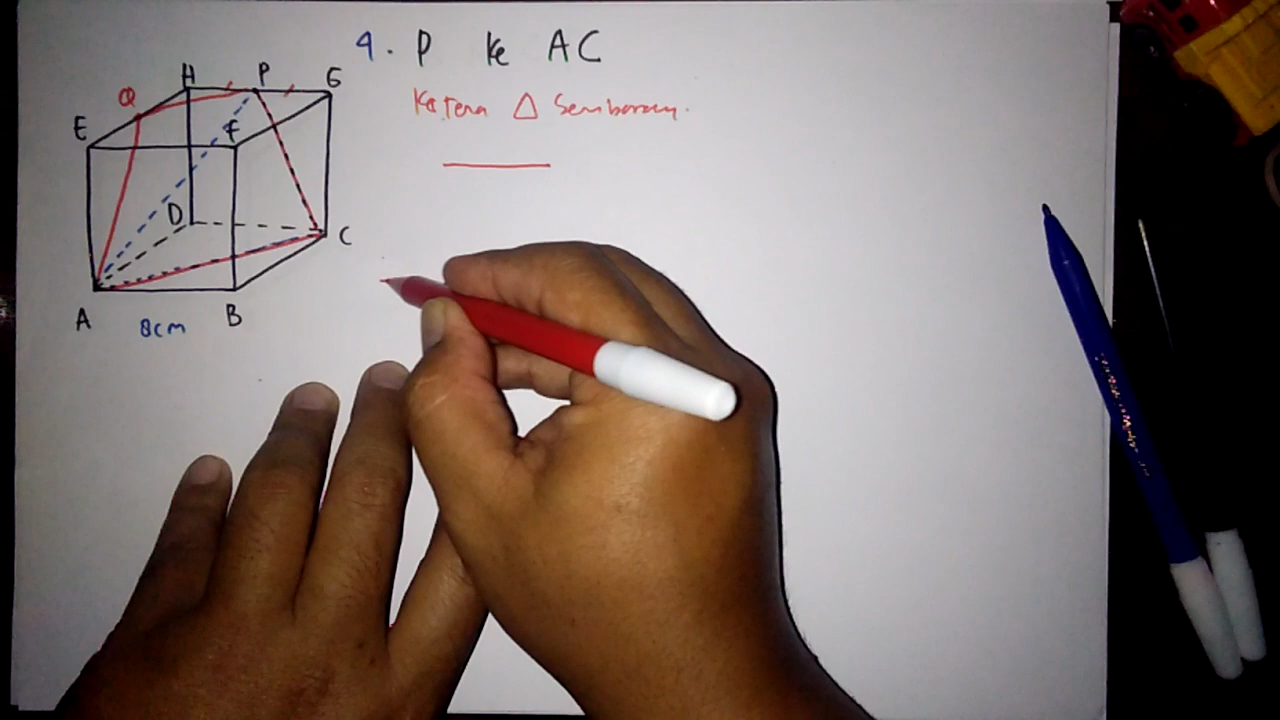 4. P ke AC
Karena △ Sembarang.
H P G
Q
E F
D
C
A B
8cm